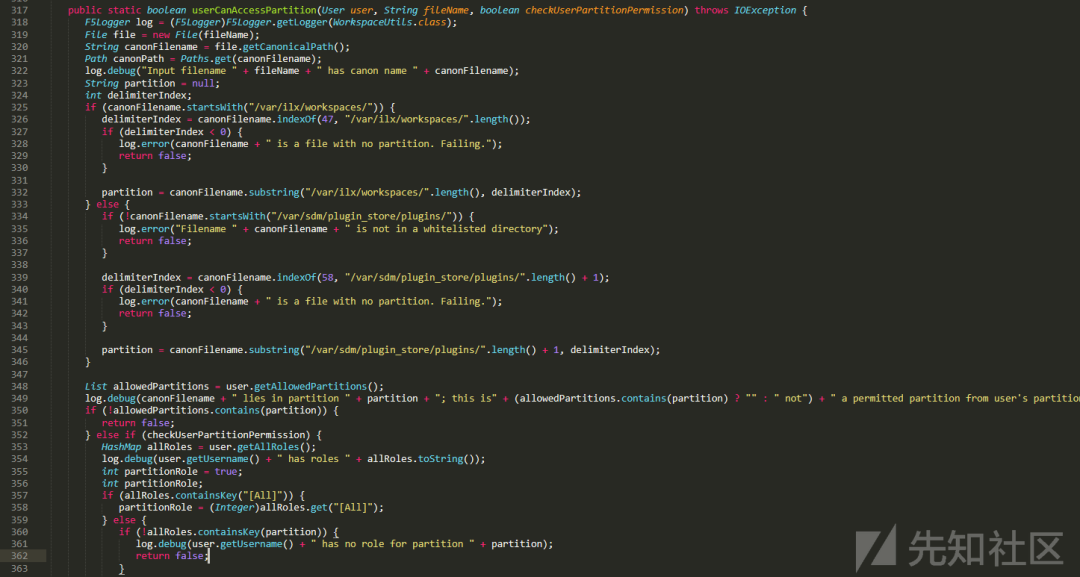 317 public static boolean userCanAccessPartition(User user, String fileName, boolean checkUserPartitionPermission) throws IOException {
318 F5Logger log = (F5Logger)F5Logger.getLogger(WorkspaceUtils.class);
319 File file = new File(fileName);
320 String canonFilename = file.getCanonicalPath();
321 Path canonPath = Paths.get(canonFilename);
322 log.debug("Input filename " + fileName + " has canon name " + canonFilename);
323 String partition = null;
324 int delimiterIndex;
325 if (canonFilename.startsWith("/var/ilx/workspaces/")) {
326 delimiterIndex = canonFilename.indexOf(47, "/var/ilx/workspaces/".length());
327 if (delimiterIndex < 0) {
328 log.error(canonFilename + " is a file with no partition. Failing.");
329 return false;
330 }
331
332 partition = canonFilename.substring("/var/ilx/workspaces/".length(), delimiterIndex);
333 } else {
334 if (!canonFilename.startsWith("/var/sdm/plugin_store/plugins/")) {
335 log.error("Filename " + canonFilename + " is not in a whitelisted directory");
336 return false;
337 }
338
339 delimiterIndex = canonFilename.indexOf(58, "/var/sdm/plugin_store/plugins/".length() + 1);
340 if (delimiterIndex < 0) {
341 log.error(canonFilename + " is a file with no partition. Failing.");
342 return false;
343 }
344
345 partition = canonFilename.substring("/var/sdm/plugin_store/plugins/".length() + 1, delimiterIndex);
346 }
347
348 List allowedPartitions = user.getAllowedPartitions();
349 log.debug(canonFilename + " lies in partition " + partition + "; this is" + (allowedPartitions.contains(partition) ? "" : " not") + " a permitted partition from user's partition
350 if (!allowedPartitions.contains(partition)) {
351 return false;
352 } else if (checkUserPartitionPermission) {
353 HashMap allRoles = user.getAllRoles();
354 log.debug(user.getUsername() + " has roles " + allRoles.toString());
355 int partitionRole = true;
356 int partitionRole;
357 if (allRoles.containsKey("[All]")) {
358 partitionRole = (Integer)allRoles.get("[All]");
359 } else {
360 if (!allRoles.containsKey(partition)) {
361 log.debug(user.getUsername() + " has no role for partition " + partition);
362 return false;
363 }
先知社区